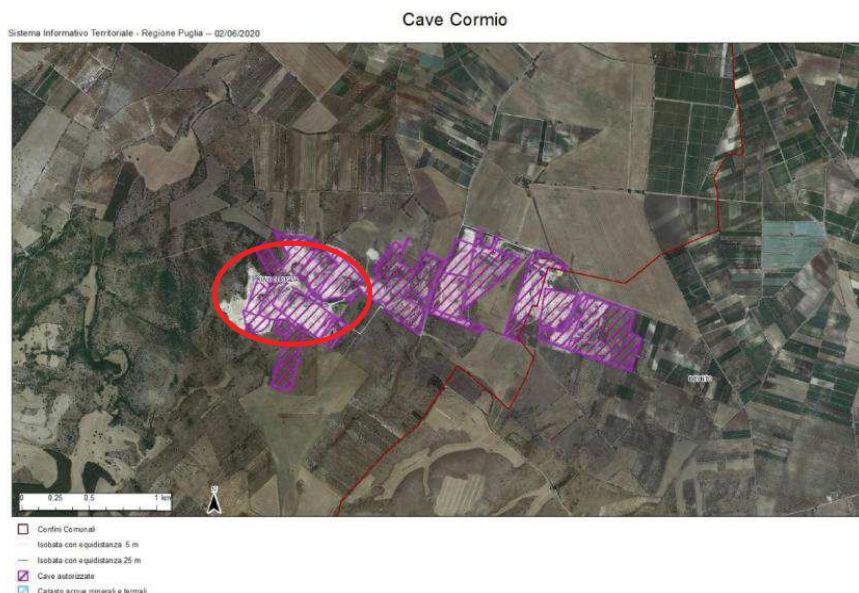 Cave Cormio
Sistema Informativo Territoriale - Regione Puglia -- 02/06/2020
0 0.25 0.5 1 km
N
Confini Comunali
Isobata con equidistanza 5 m
Isobata con equidistanza 25 m
Cave autorizzate
Catasto acque minerali e termali